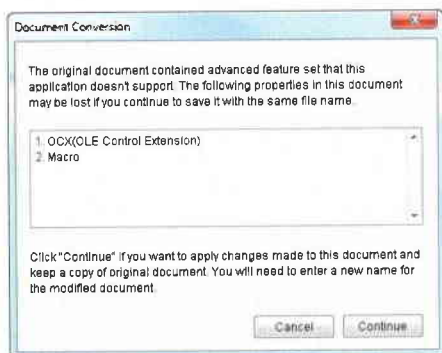 Document Conversion
The original document contained advanced feature set that this
application doesn't support. The following properties in this document
may be lost if you continue to save it with the same file name.
1. OCX(OLE Control Extension)
2. Macro
Click "Continue" if you want to apply changes made to this document and
keep a copy of original document. You will need to enter a new name for
the modified document.
Cancel
Continue